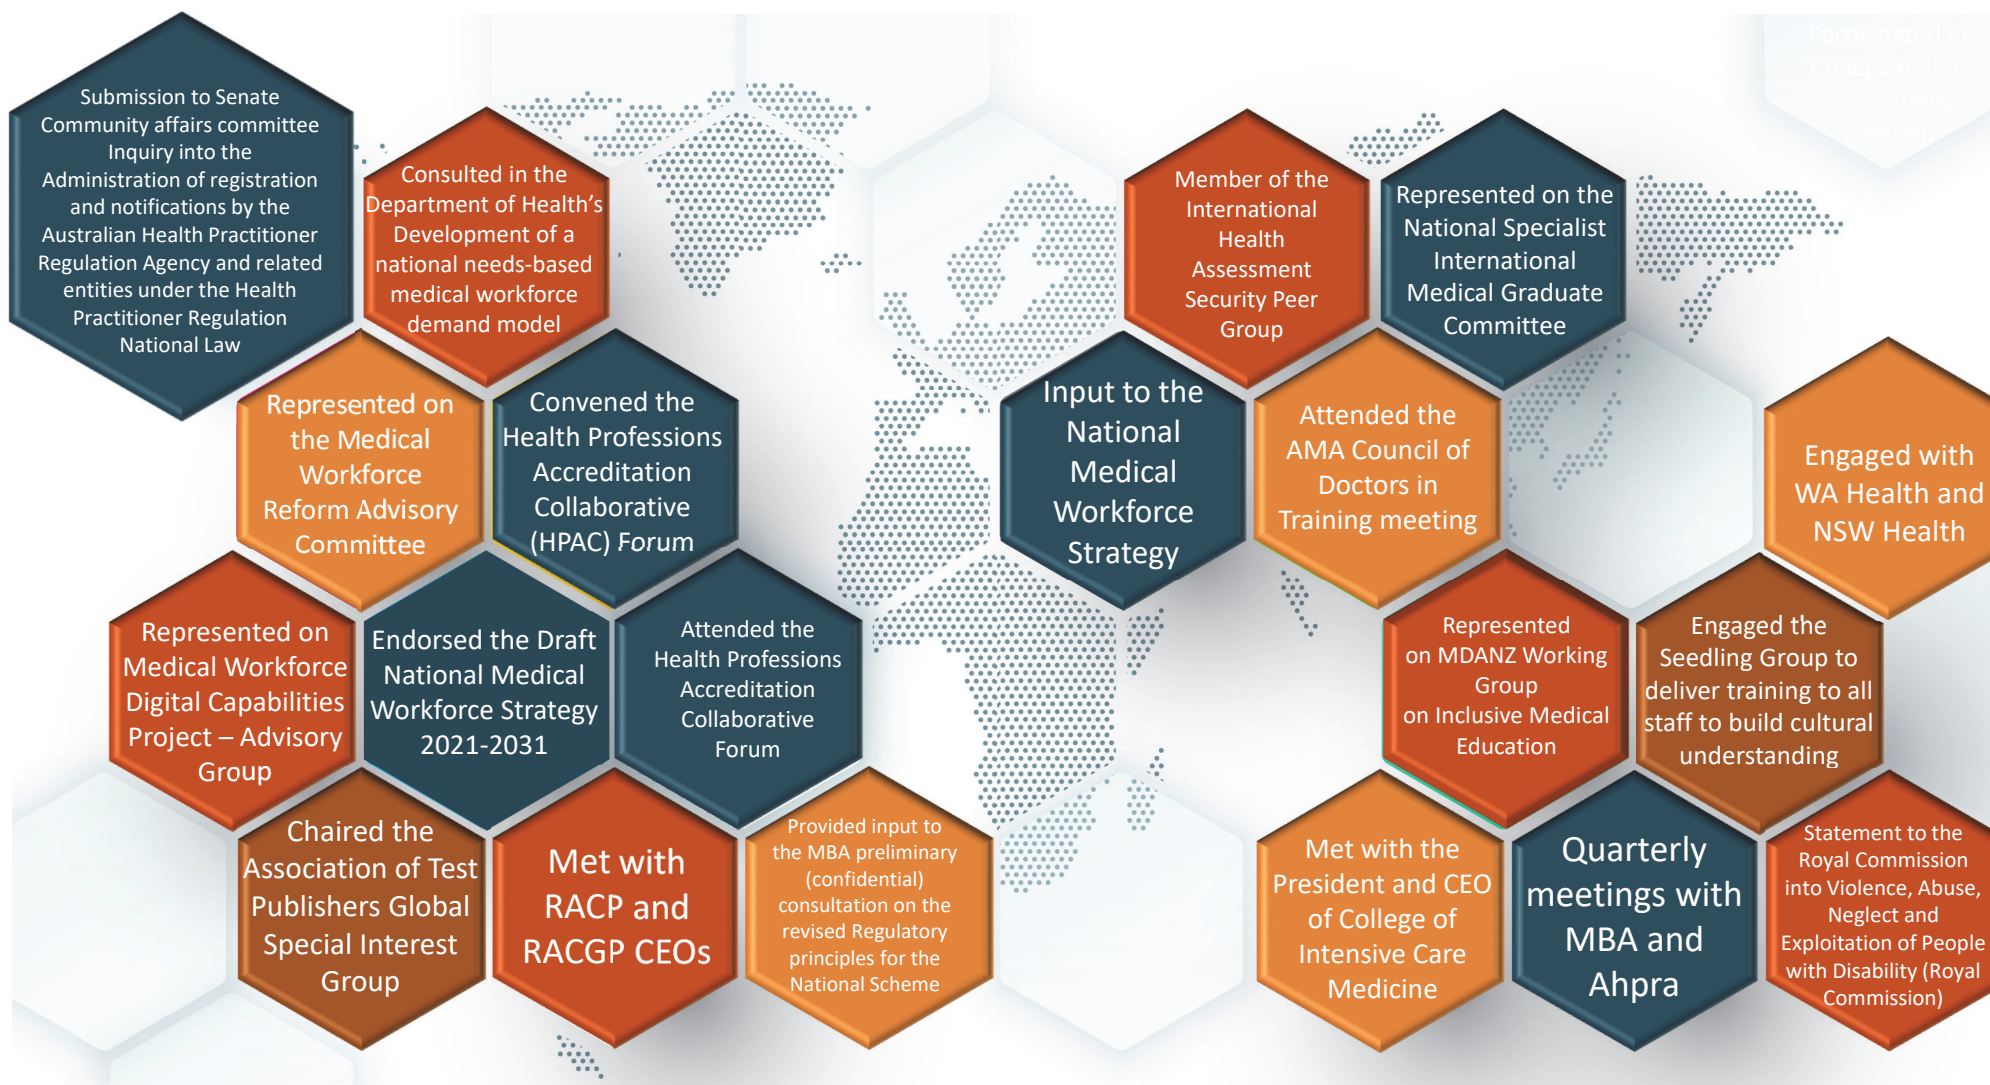 Submission to Senate
Community affairs committee
Inquiry into the
Administration of registration
and notifications by the
Australian Health Practitioner
Regulation Agency and related
entities under the Health
Practitioner Regulation
National Law
Consulted in the
Department of Health’s
Development of a
national needs-based
medical workforce
demand model
Represented on
the Medical
Workforce
Reform Advisory
Committee
Convened the
Health Professions
Accreditation
Collaborative
(HPAC) Forum
Represented on
Medical Workforce
Digital Capabilities
Project – Advisory
Group
Endorsed the Draft
National Medical
Workforce Strategy
2021-2031
Attended the
Health Professions
Accreditation
Collaborative
Forum
Chaired the
Association of Test
Publishers Global
Special Interest
Group
Met with
RACP and
RACGP CEOs
Provided input to
the MBA preliminary
(confidential)
consultation on the
revised Regulatory
principles for the
National Scheme
Participated in
College online
assessment
meeting
Member of the
International
Health
Assessment
Security Peer
Group
Represented on the
National Specialist
International
Medical Graduate
Committee
Input to the
National
Medical
Workforce
Strategy
Attended the
AMA Council of
Doctors in
Training meeting
Engaged with
WA Health and
NSW Health
Represented
on MDANZ Working
Group
on Inclusive Medical
Education
Engaged the
Seedling Group to
deliver training to all
staff to build cultural
understanding
Met with the
President and CEO
of College of
Intensive Care
Medicine
Quarterly
meetings with
MBA and
Ahpra
Statement to the
Royal Commission
into Violence, Abuse,
Neglect and
Exploitation of People
with Disability (Royal
Commission)